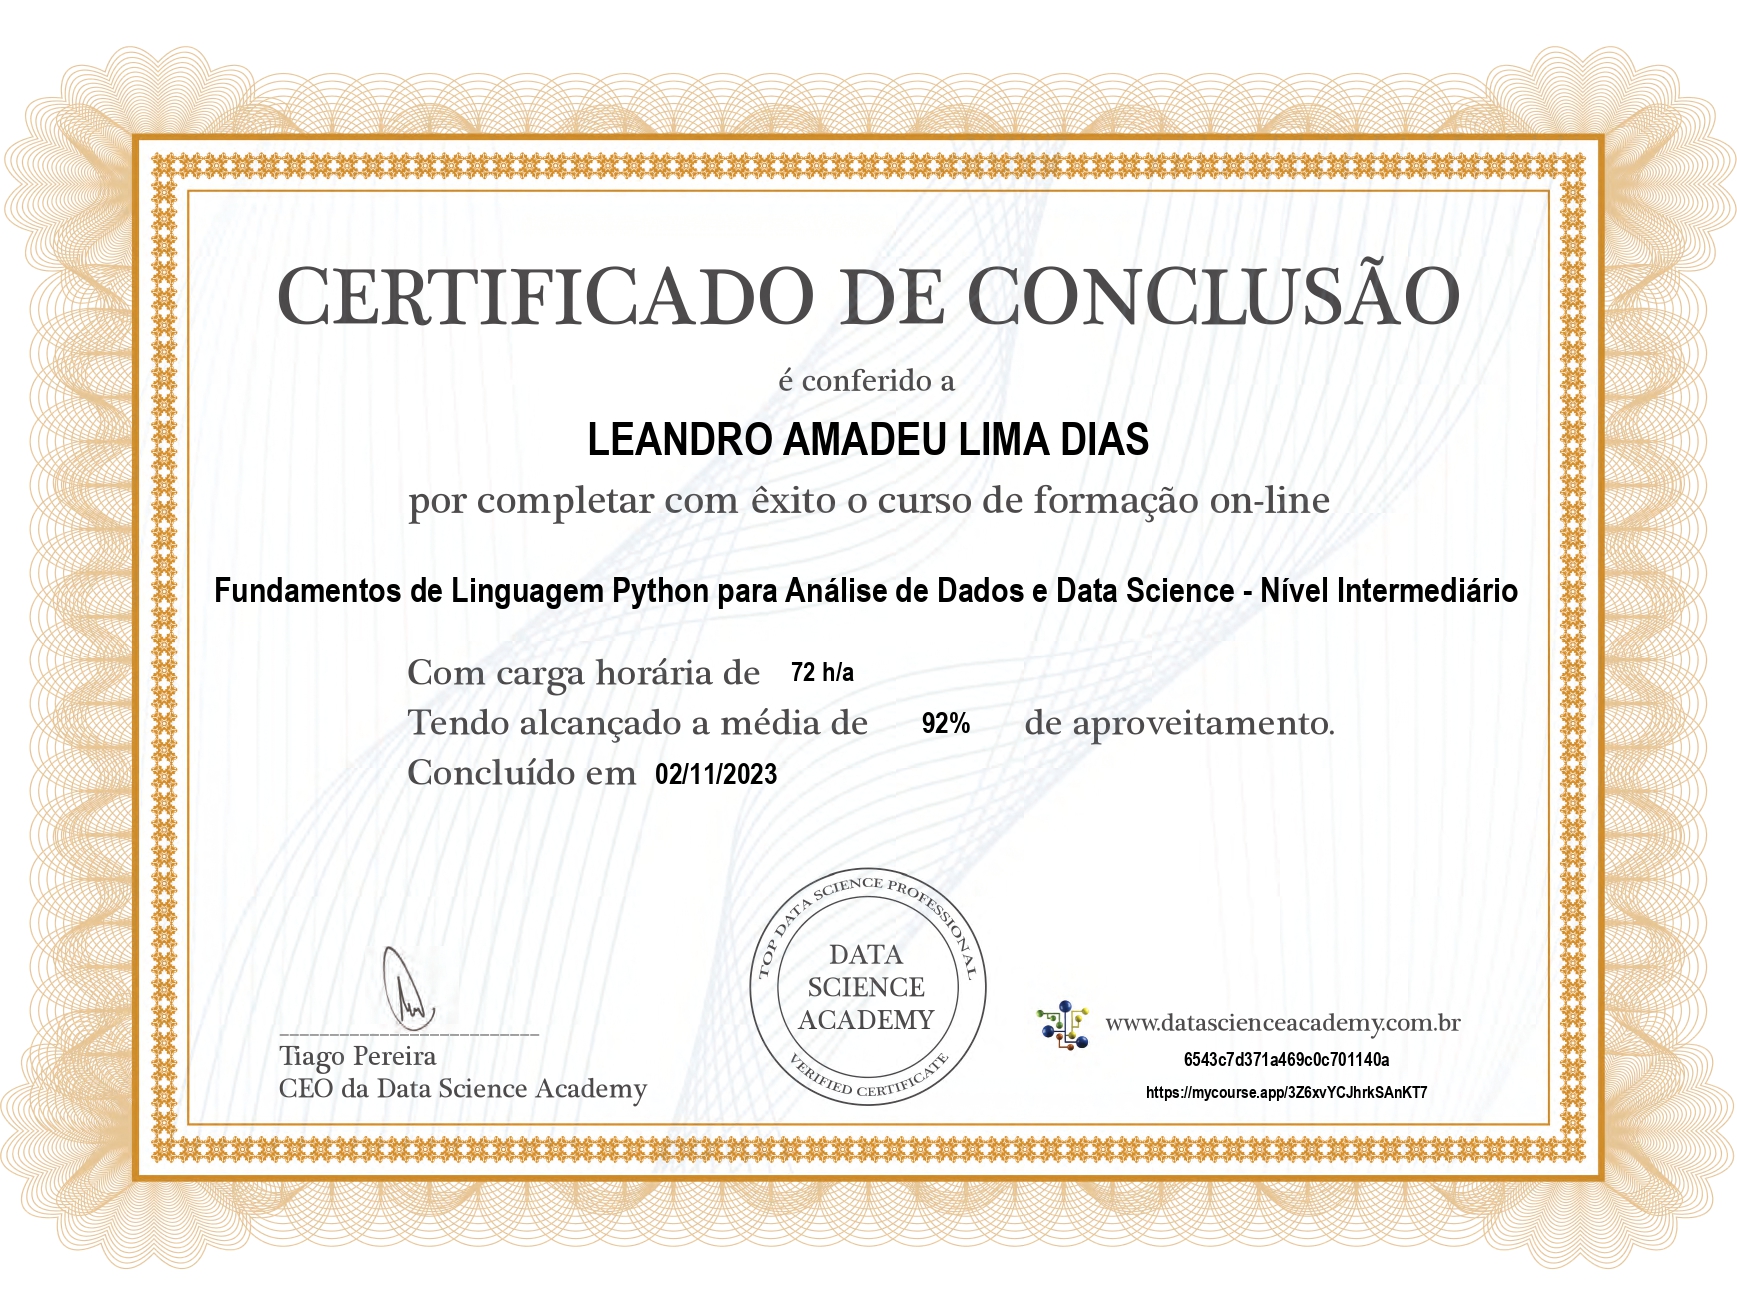 CERTIFICADO DE CONCLUSÃO
é conferido a
LEANDRO AMADEU LIMA DIAS
por completar com êxito o curso de formação on-line
Fundamentos de Linguagem Python para Análise de Dados e Data Science - Nível Intermediário
Com carga horária de 72 h/a
Tendo alcançado a média de 92% de aproveitamento.
Concluído em 02/11/2023
TOP DATA SCIENCE PROFESSIONAL
DATA
SCIENCE
ACADEMY
VERIFIED CERTIFICATE
Tiago Pereira
CEO da Data Science Academy
www.datascienceacademy.com.br
6543c7d371a469c0c701140a
https://mycourse.app/3Z6xvYCJhrkSAnKT7